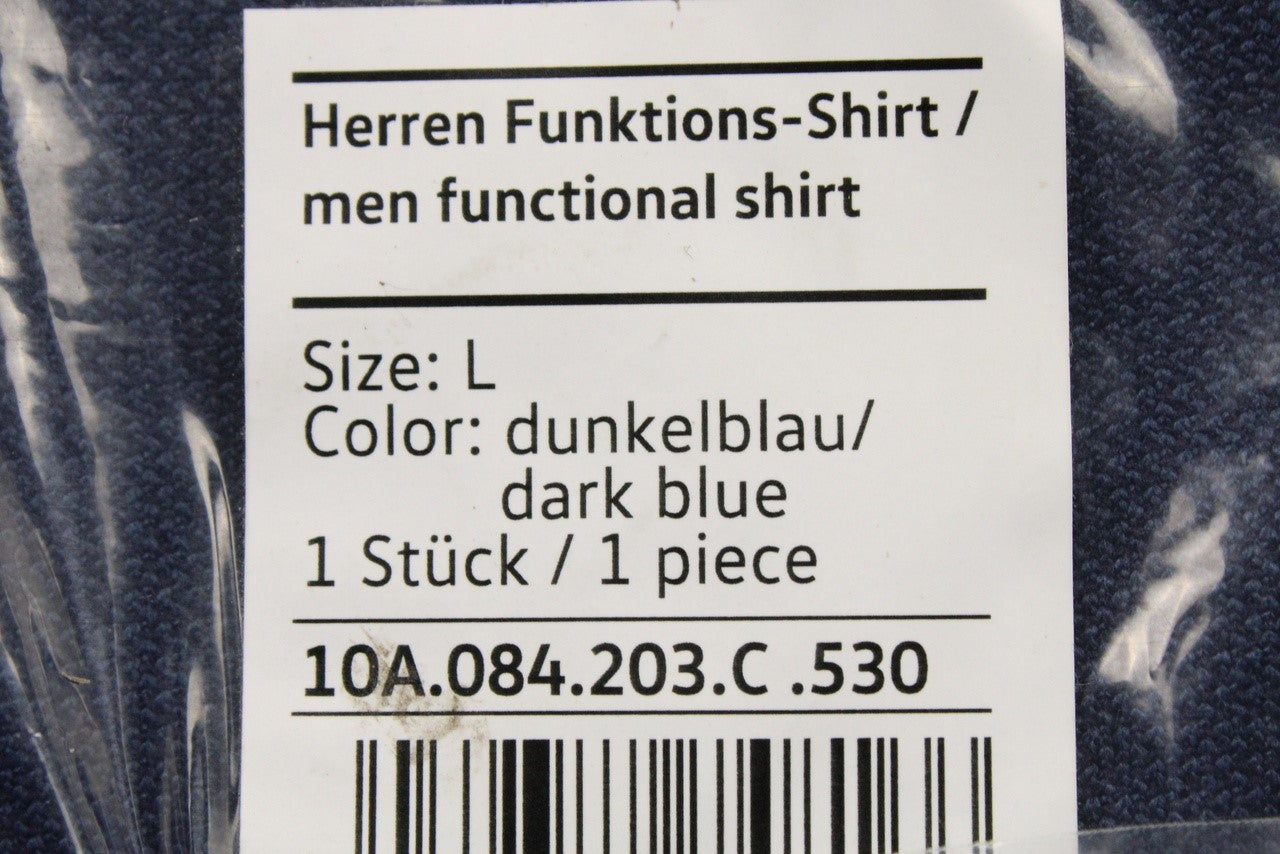 Herren Funktions-Shirt /
men functional shirt
Size: L
Color: dunkelblau/
dark blue
1 Stück / 1 piece
10A.084.203.C .530